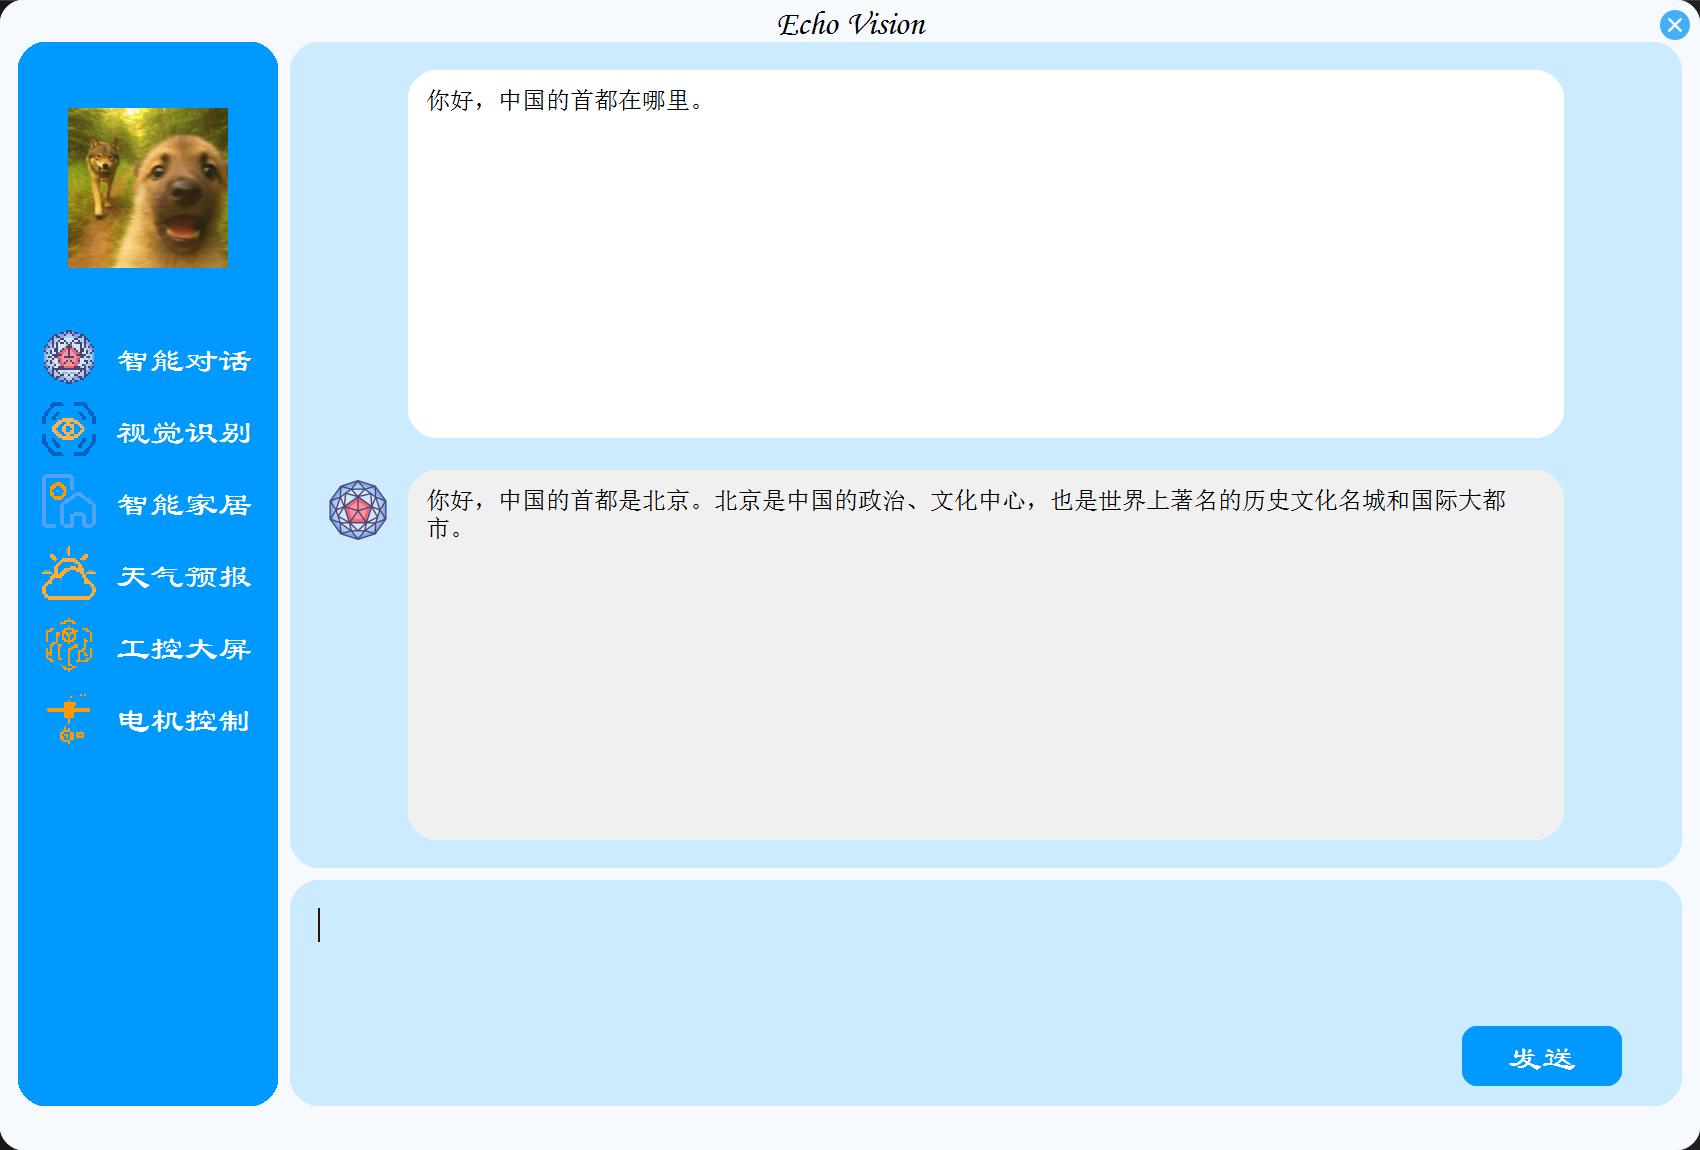 Echo Vision
智能对话
视觉识别
智能家居
天气预报
工控大屏
电机控制
你好，中国的首都在哪里。
你好，中国的首都是北京。北京是中国的政治、文化中心，也是世界上著名的历史文化名城和国际大都
市。
发送